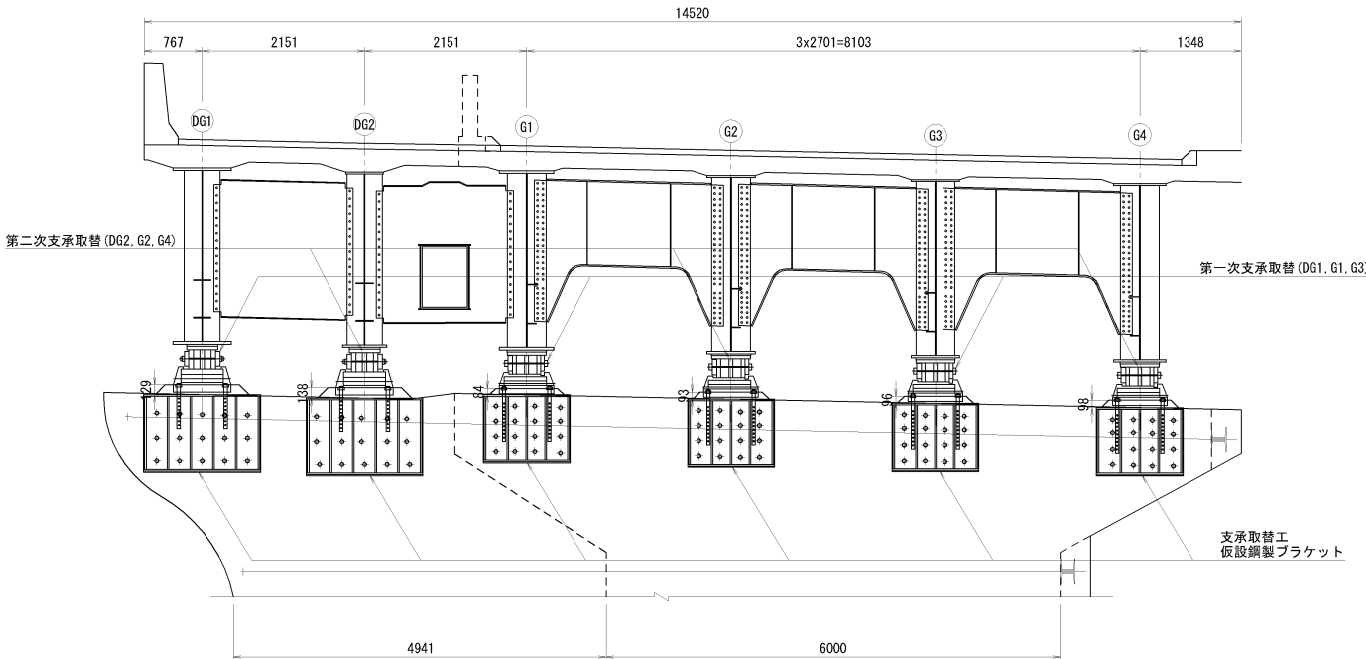 14520
767
2151
2151
3x2701=8103
1348
DG1
DG2
G1
G2
G3
G4
第二次支承取替(DG2, G2, G4)
第一次支承取替(DG1, G1, G3)
129
138
84
93
96
98
支承取替工
仮設鋼製ブラケット
4941
6000